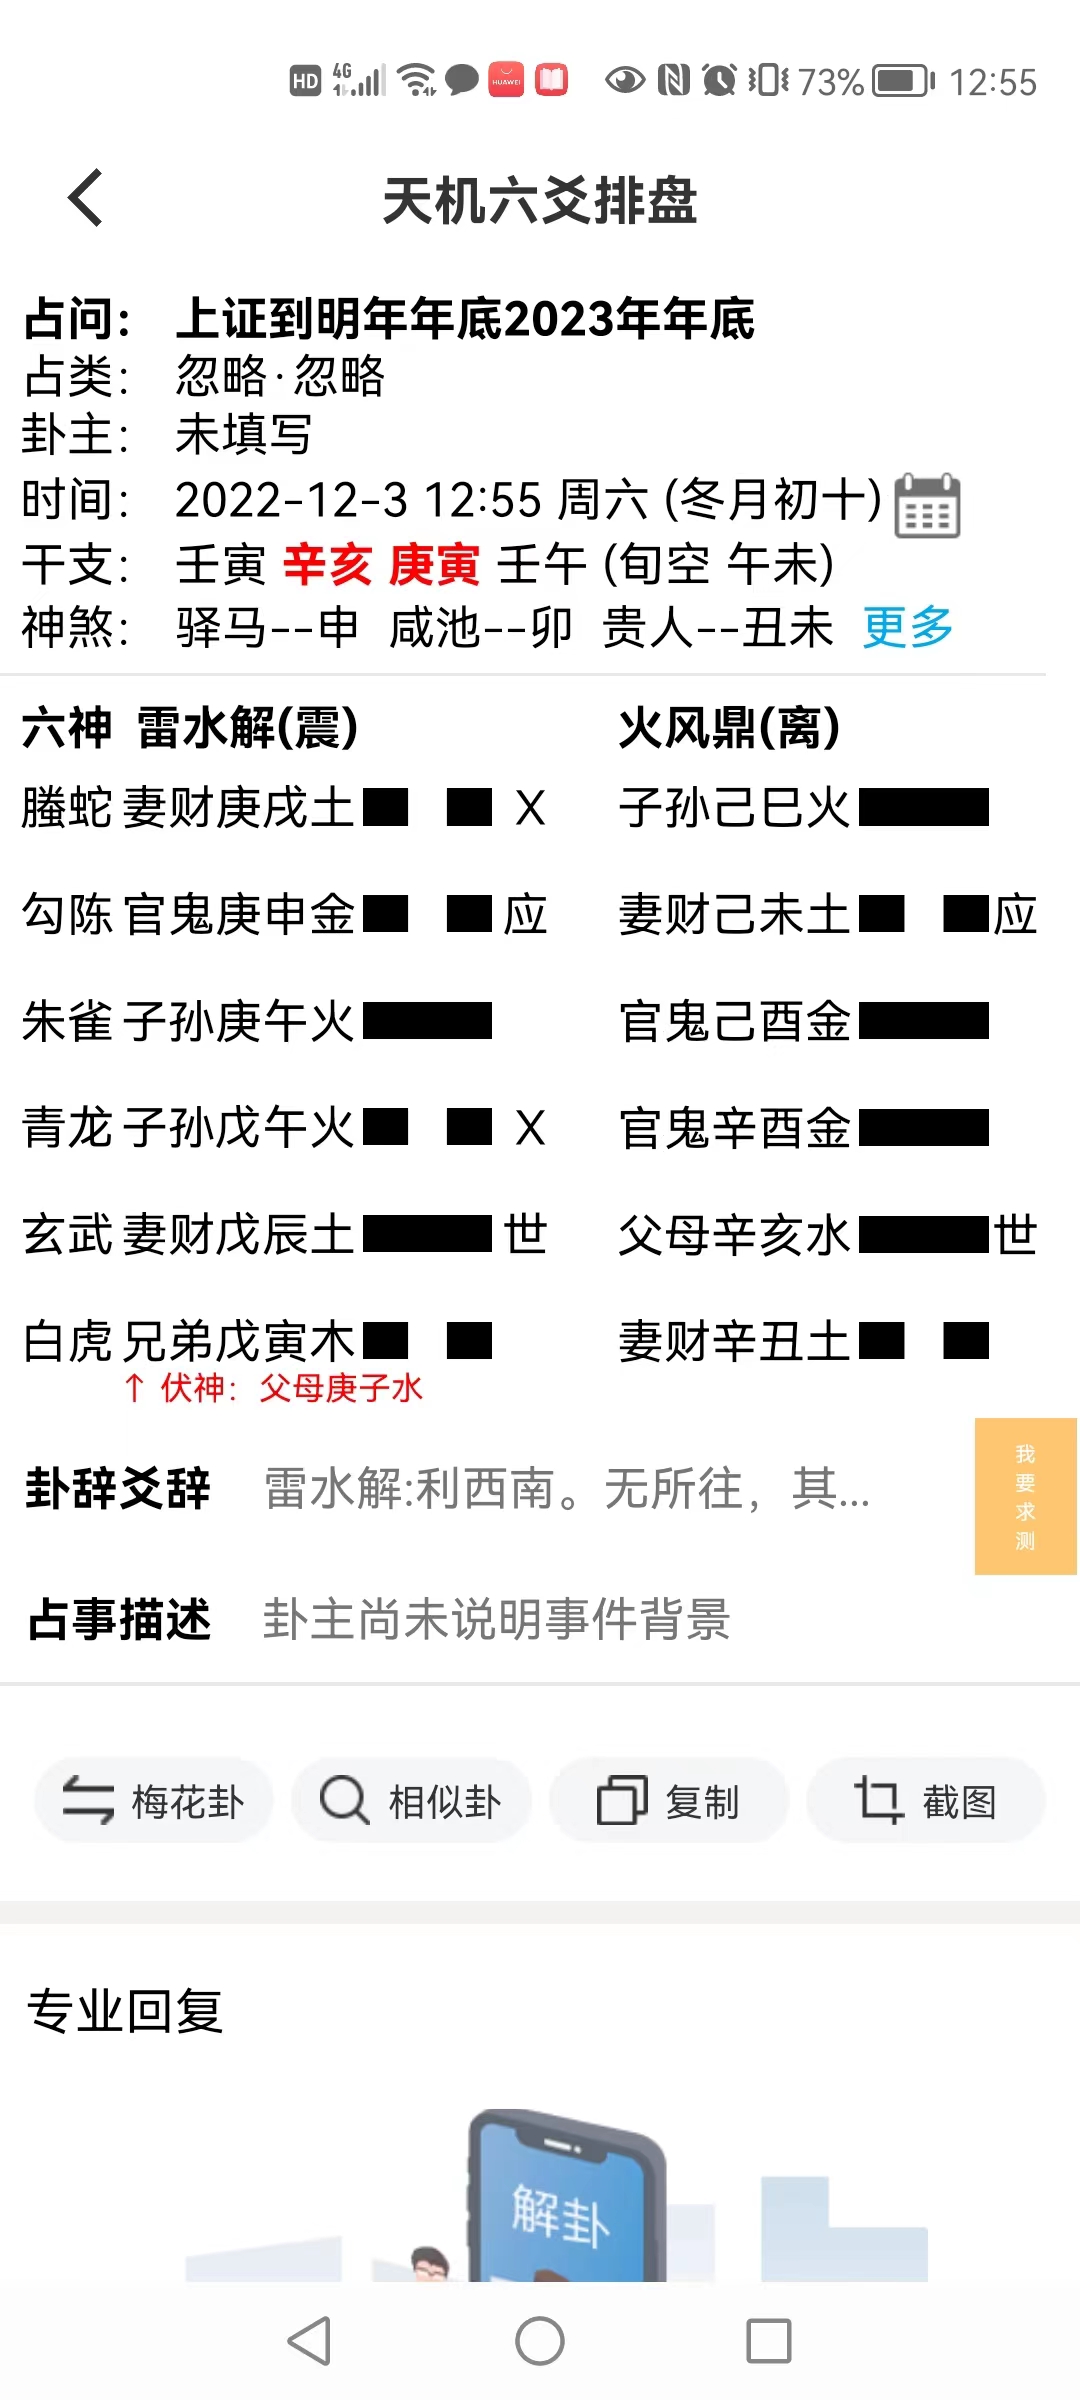 HD 4G 73% 12:55
HUAWEI
天机六爻排盘
占问： 上证到明年年底2023年年底
占类： 忽略·忽略
卦主： 未填写
时间： 2022-12-3 12:55 周六 (冬月初十)
干支： 壬寅 辛亥 庚寅 壬午 (旬空 午未)
神煞： 驿马--申 咸池--卯 贵人--丑未 更多
六神 雷水解(震) 火风鼎(离)
螣蛇 妻财庚戌土 X 子孙己巳火
勾陈 官鬼庚申金 应 妻财己未土 应
朱雀 子孙庚午火 官鬼己酉金
青龙 子孙戊午火 X 官鬼辛酉金
玄武 妻财戊辰土 世 父母辛亥水 世
白虎 兄弟戊寅木 妻财辛丑土
↑ 伏神：父母庚子水
卦辞爻辞 雷水解:利西南。无所往，其...
我要求测
占事描述 卦主尚未说明事件背景
梅花卦 相似卦 复制 截图
专业回复
解卦